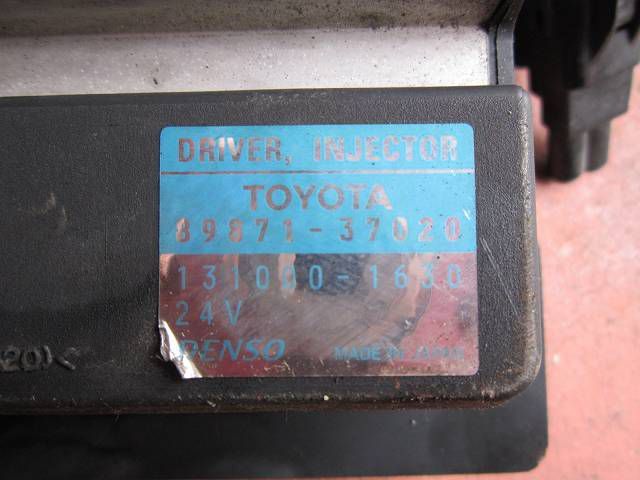 DRIVER, INJECTOR
TOYOTA
89871-37020
131000-1630
24V
DENSO MADE IN JAPAN